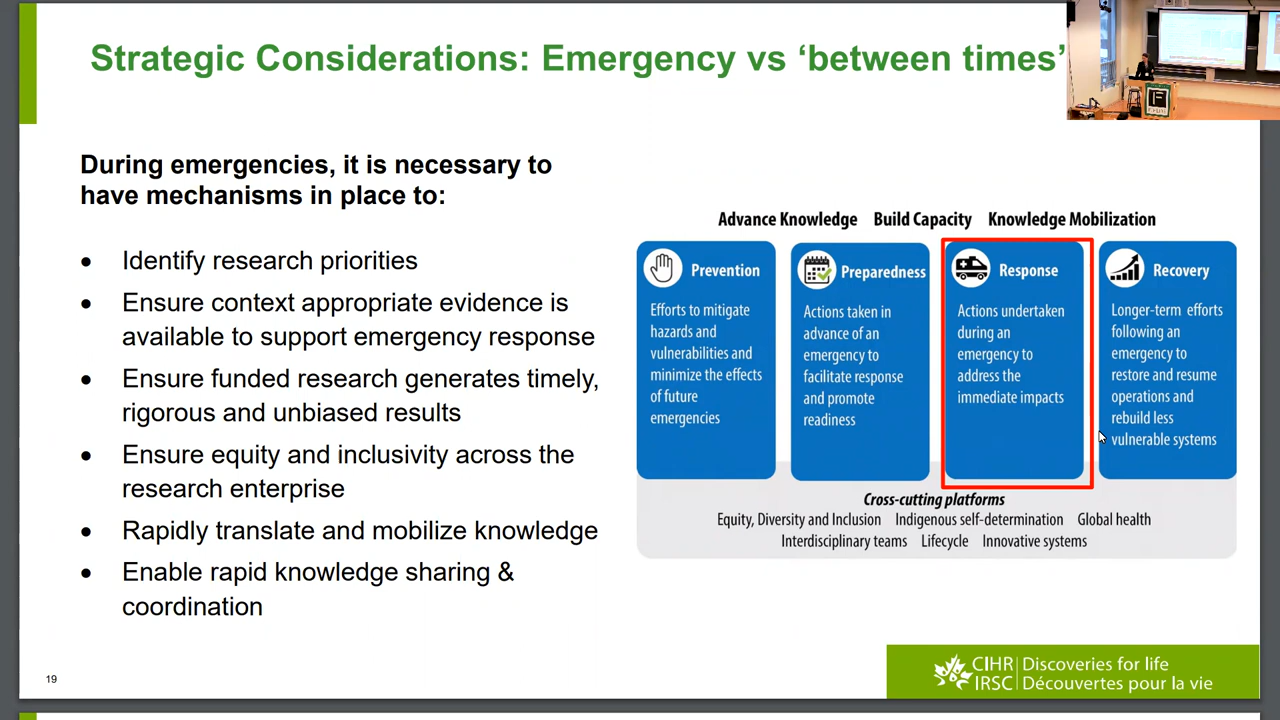 Strategic Considerations: Emergency vs ‘between times’
During emergencies, it is necessary to
have mechanisms in place to:
• Identify research priorities
• Ensure context appropriate evidence is
available to support emergency response
• Ensure funded research generates timely,
rigorous and unbiased results
• Ensure equity and inclusivity across the
research enterprise
• Rapidly translate and mobilize knowledge
• Enable rapid knowledge sharing &
coordination
Advance Knowledge Build Capacity Knowledge Mobilization
Prevention
Efforts to mitigate
hazards and
vulnerabilities and
minimize the effects
of future
emergencies
Preparedness
Actions taken in
advance of an
emergency to
facilitate response
and promote
readiness
Response
Actions undertaken
during an
emergency to
address the
immediate impacts
Recovery
Longer-term efforts
following an
emergency to
restore and resume
operations and
rebuild less
vulnerable systems
Cross-cutting platforms
Equity, Diversity and Inclusion Indigenous self-determination Global health
Interdisciplinary teams Lifecycle Innovative systems
19
CIHR Discoveries for life
IRSC Découvertes pour la vie